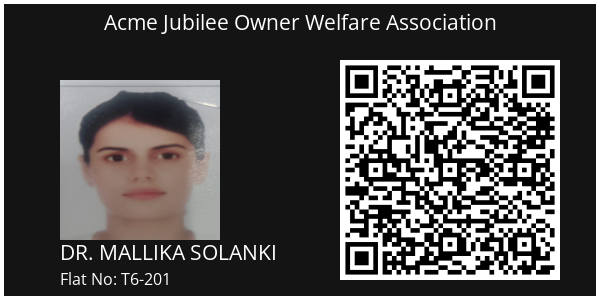 Acme Jubilee Owner Welfare Association
DR. MALLIKA SOLANKI
Flat No: T6-201